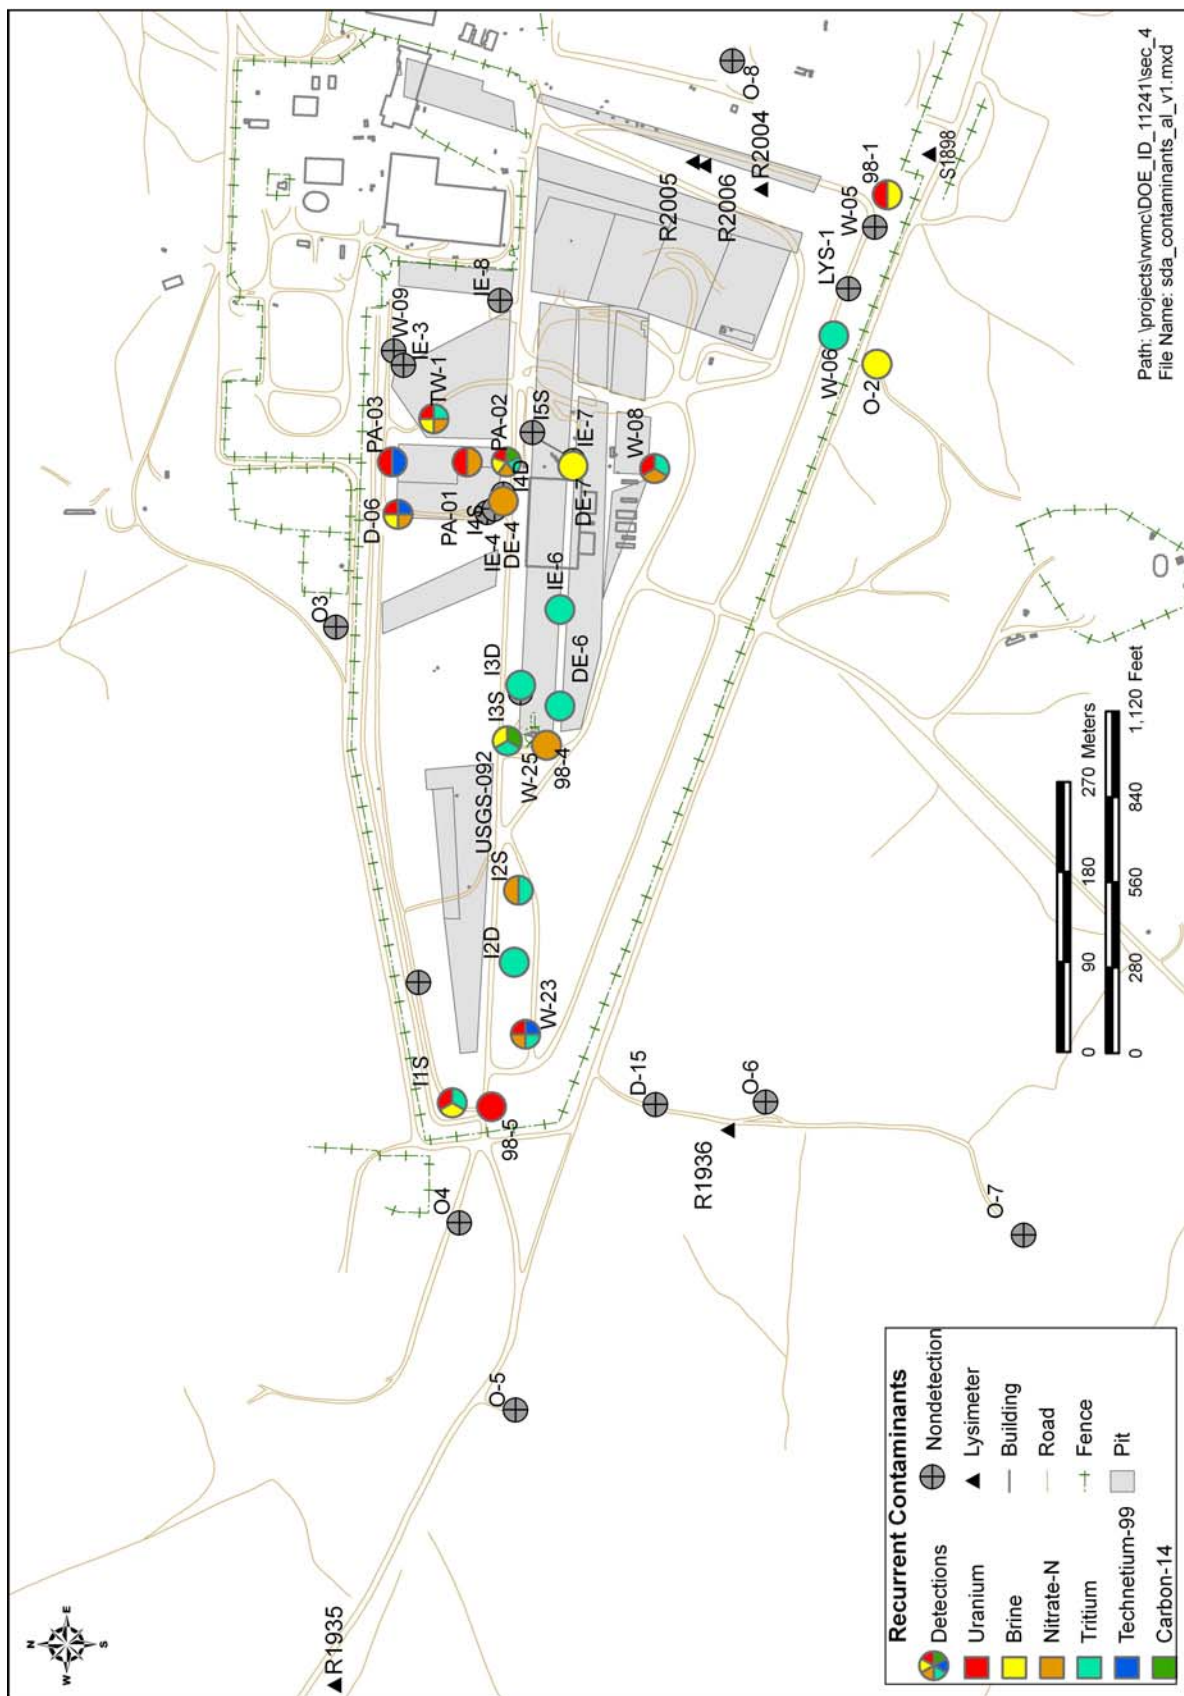 N
W
E
S
R1935
O-5
O4
O-7
R1936
O-6
D-15
98-5
I1S
W-23
I2D
I2S
USGS-092
W-25
98-4
I3S
I3D
DE-6
IE-6
O3
D-06
PA-03
PA-01
I4S
IE-4
DE-4
I4D
PA-02
TW-1
IE-3
W-09
IE-8
I5S
IE-7
DE-7
W-08
O-2
W-06
LYS-1
W-05
98-1
S1898
R2005
R2006
R2004
O-8
0 90 180 270 Meters
0 280 560 840 1,120 Feet
Recurrent Contaminants
Detections
Uranium
Brine
Nitrate-N
Tritium
Technetium-99
Carbon-14
Nondetection
Lysimeter
Building
Road
Fence
Pit
Path: \projects\rwmc\DOE_ID_11241\sec_4
File Name: sda_contaminants_al_v1.mxd